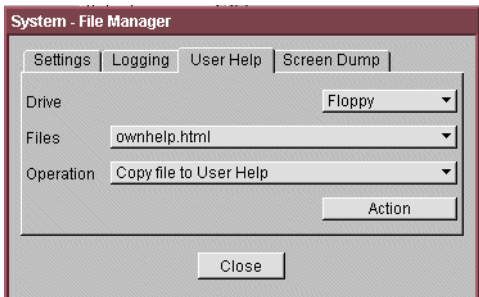 System - File Manager
Settings Logging User Help Screen Dump
Drive Floppy
Files ownhelp.html
Operation Copy file to User Help
Action
Close